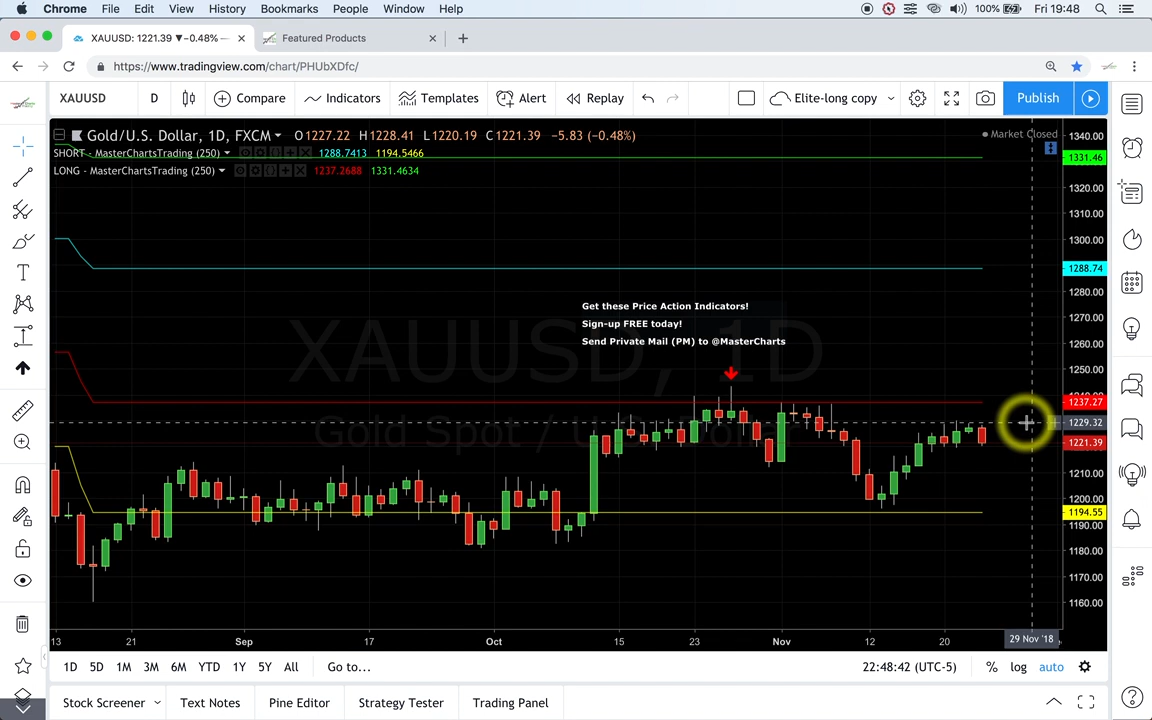 Chrome File Edit View History Bookmarks People Window Help 100% Fri 19:48
XAUUSD: 1221.39 ▼−0.48% — Featured Products
https://www.tradingview.com/chart/PHUbXDfc/
XAUUSD D Compare Indicators Templates Alert Replay Elite-long copy Publish
Gold/U.S. Dollar, 1D, FXCM O1227.22 H1228.41 L1220.19 C1221.39 −5.83 (−0.48%)
Market Closed
SHORT - MasterChartsTrading (250) 1288.7413 1194.5466
LONG - MasterChartsTrading (250) 1237.2688 1331.4634
1340.00
1331.46
1320.00
1310.00
1300.00
1288.74
1280.00
1270.00
1260.00
1250.00
1237.27
1229.32
1221.39
1210.00
1200.00
1194.55
1190.00
1180.00
1170.00
1160.00
Get these Price Action Indicators!
Sign-up FREE today!
Send Private Mail (PM) to @MasterCharts
XAUUSD, 1D
Gold Spot / U.S. Dollar
13 21 Sep 17 Oct 15 23 Nov 12 20 29 Nov '18
1D 5D 1M 3M 6M YTD 1Y 5Y All Go to... 22:48:42 (UTC-5) % log auto
Stock Screener Text Notes Pine Editor Strategy Tester Trading Panel